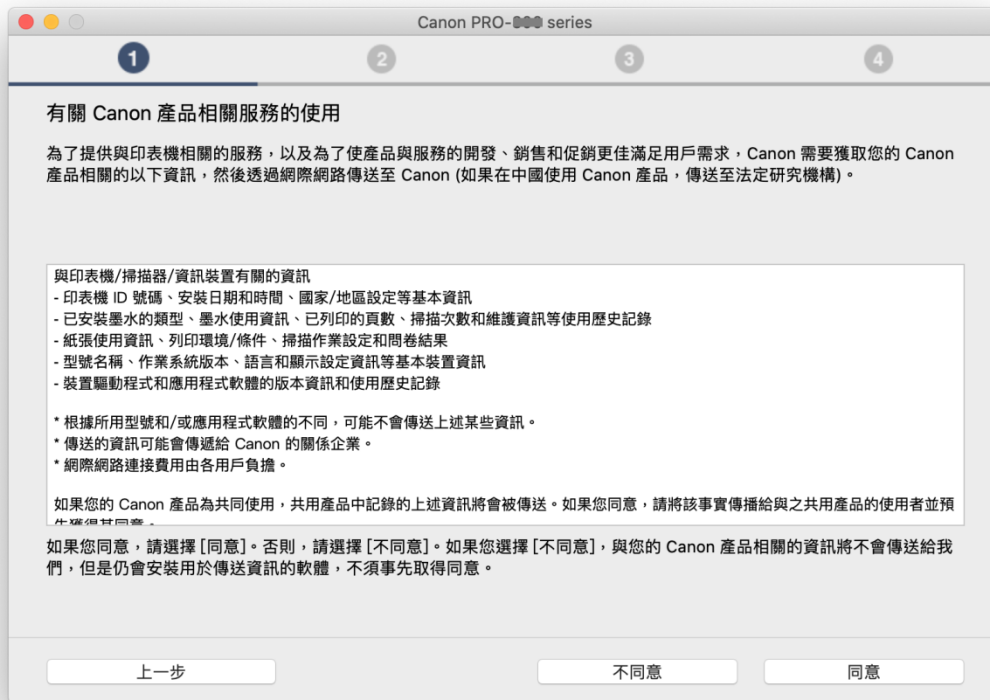 Canon PRO- series
1 2 3 4
有關 Canon 產品相關服務的使用
為了提供與印表機相關的服務，以及為了使產品與服務的開發、銷售和促銷更佳滿足用戶需求，Canon 需要獲取您的 Canon
產品相關的以下資訊，然後透過網際網路傳送至 Canon (如果在中國使用 Canon 產品，傳送至法定研究機構)。
與印表機/掃描器/資訊裝置有關的資訊
- 印表機 ID 號碼、安裝日期和時間、國家/地區設定等基本資訊
- 已安裝墨水的類型、墨水使用資訊、已列印的頁數、掃描次數和維護資訊等使用歷史記錄
- 紙張使用資訊、列印環境/條件、掃描作業設定和問卷結果
- 型號名稱、作業系統版本、語言和顯示設定資訊等基本裝置資訊
- 裝置驅動程式和應用程式軟體的版本資訊和使用歷史記錄
* 根據所用型號和/或應用程式軟體的不同，可能不會傳送上述某些資訊。
* 傳送的資訊可能會傳遞給 Canon 的關係企業。
* 網際網路連接費用由各用戶負擔。
如果您的 Canon 產品為共同使用，共用產品中記錄的上述資訊將會被傳送。如果您同意，請將該事實傳播給與之共用產品的使用者並預
先獲得其同意。
如果您同意，請選擇 [同意]。否則，請選擇 [不同意]。如果您選擇 [不同意]，與您的 Canon 產品相關的資訊將不會傳送給我
們，但是仍會安裝用於傳送資訊的軟體，不須事先取得同意。
上一步 不同意 同意